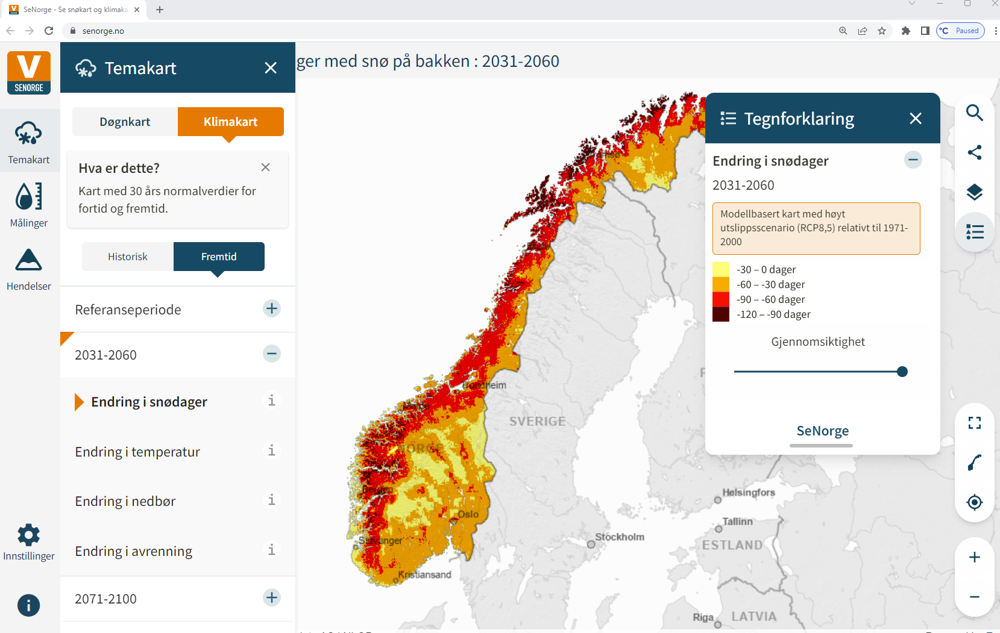 SeNorge - Se snøkart og klimaka
senorge.no
°C Paused
V
SENORGE
Temakart
Målinger
Hendelser
Innstillinger
Temakart
Døgnkart
Klimakart
Hva er dette?
Kart med 30 års normalverdier for
fortid og fremtid.
Historisk
Fremtid
Referanseperiode
2031-2060
Endring i snødager
Endring i temperatur
Endring i nedbør
Endring i avrenning
2071-2100
ger med snø på bakken : 2031-2060
Trondheim
SVERIGE
NORGE
Bergen
Oslo
Stavanger
Kristiansand
Stockholm
Helsingfors
Tallinn
ESTLAND
Riga
LATVIA
Tegnforklaring
Endring i snødager
2031-2060
Modellbasert kart med høyt
utslippsscenario (RCP8,5) relativt til 1971-
2000
-30 – 0 dager
-60 – -30 dager
-90 – -60 dager
-120 – -90 dager
Gjennomsiktighet
SeNorge